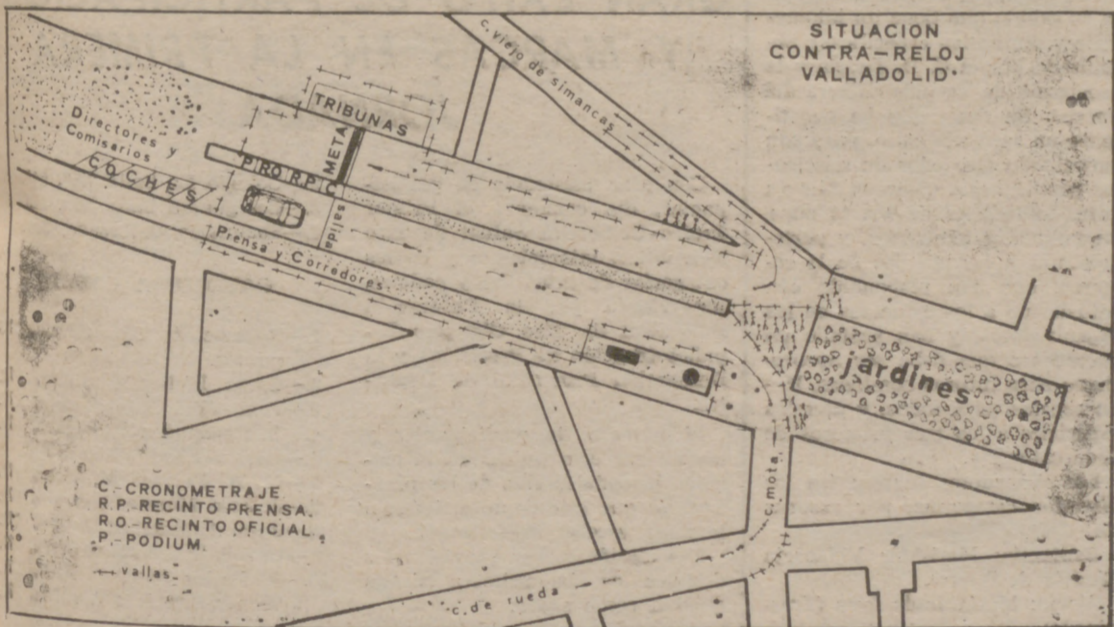 SITUACION
CONTRA-RELOJ
VALLADOLID
c. viejo de simancas
TRIBUNAS
META
Directores y
Comisarios
COCHES
P R.O R.P C
salida
Prensa y Corredores
jardines
c. mota
c. de rueda
C.-CRONOMETRAJE.
R.P.-RECINTO PRENSA.
R.O.-RECINTO OFICIAL.
P.-PODIUM.
vallas